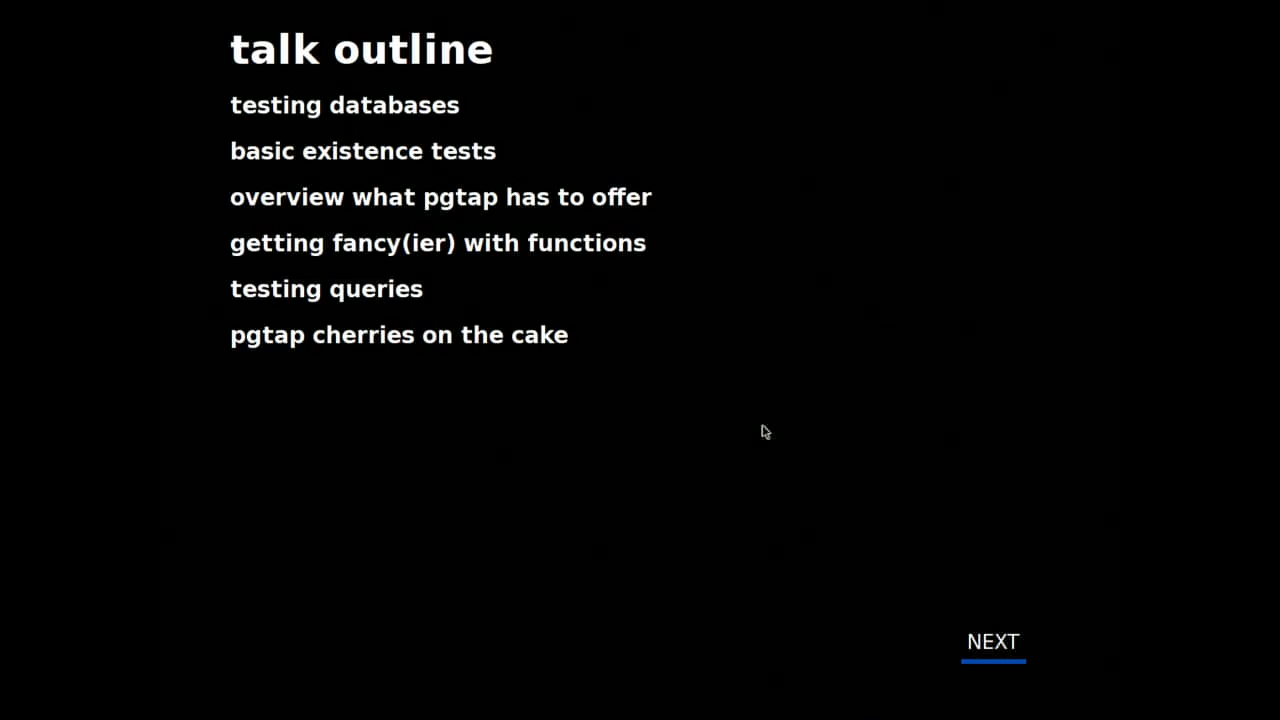 talk outline
testing databases
basic existence tests
overview what pgtap has to offer
getting fancy(ier) with functions
testing queries
pgtap cherries on the cake
NEXT